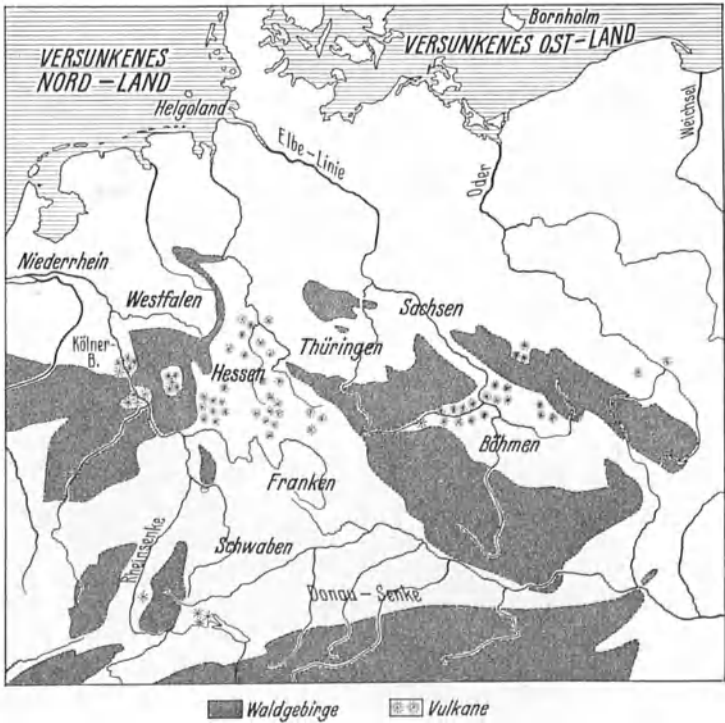 Bornholm
VERSUNKENES
NORD-LAND
VERSUNKENES OST-LAND
Helgoland
Elbe-Linie
Oder
Weichsel
Niederrhein
Westfalen
Sachsen
Kölner-
B.
Thüringen
Hessen
Böhmen
Franken
Rheinsenke
Schwaben
Donau-Senke
Waldgebirge
Vulkane